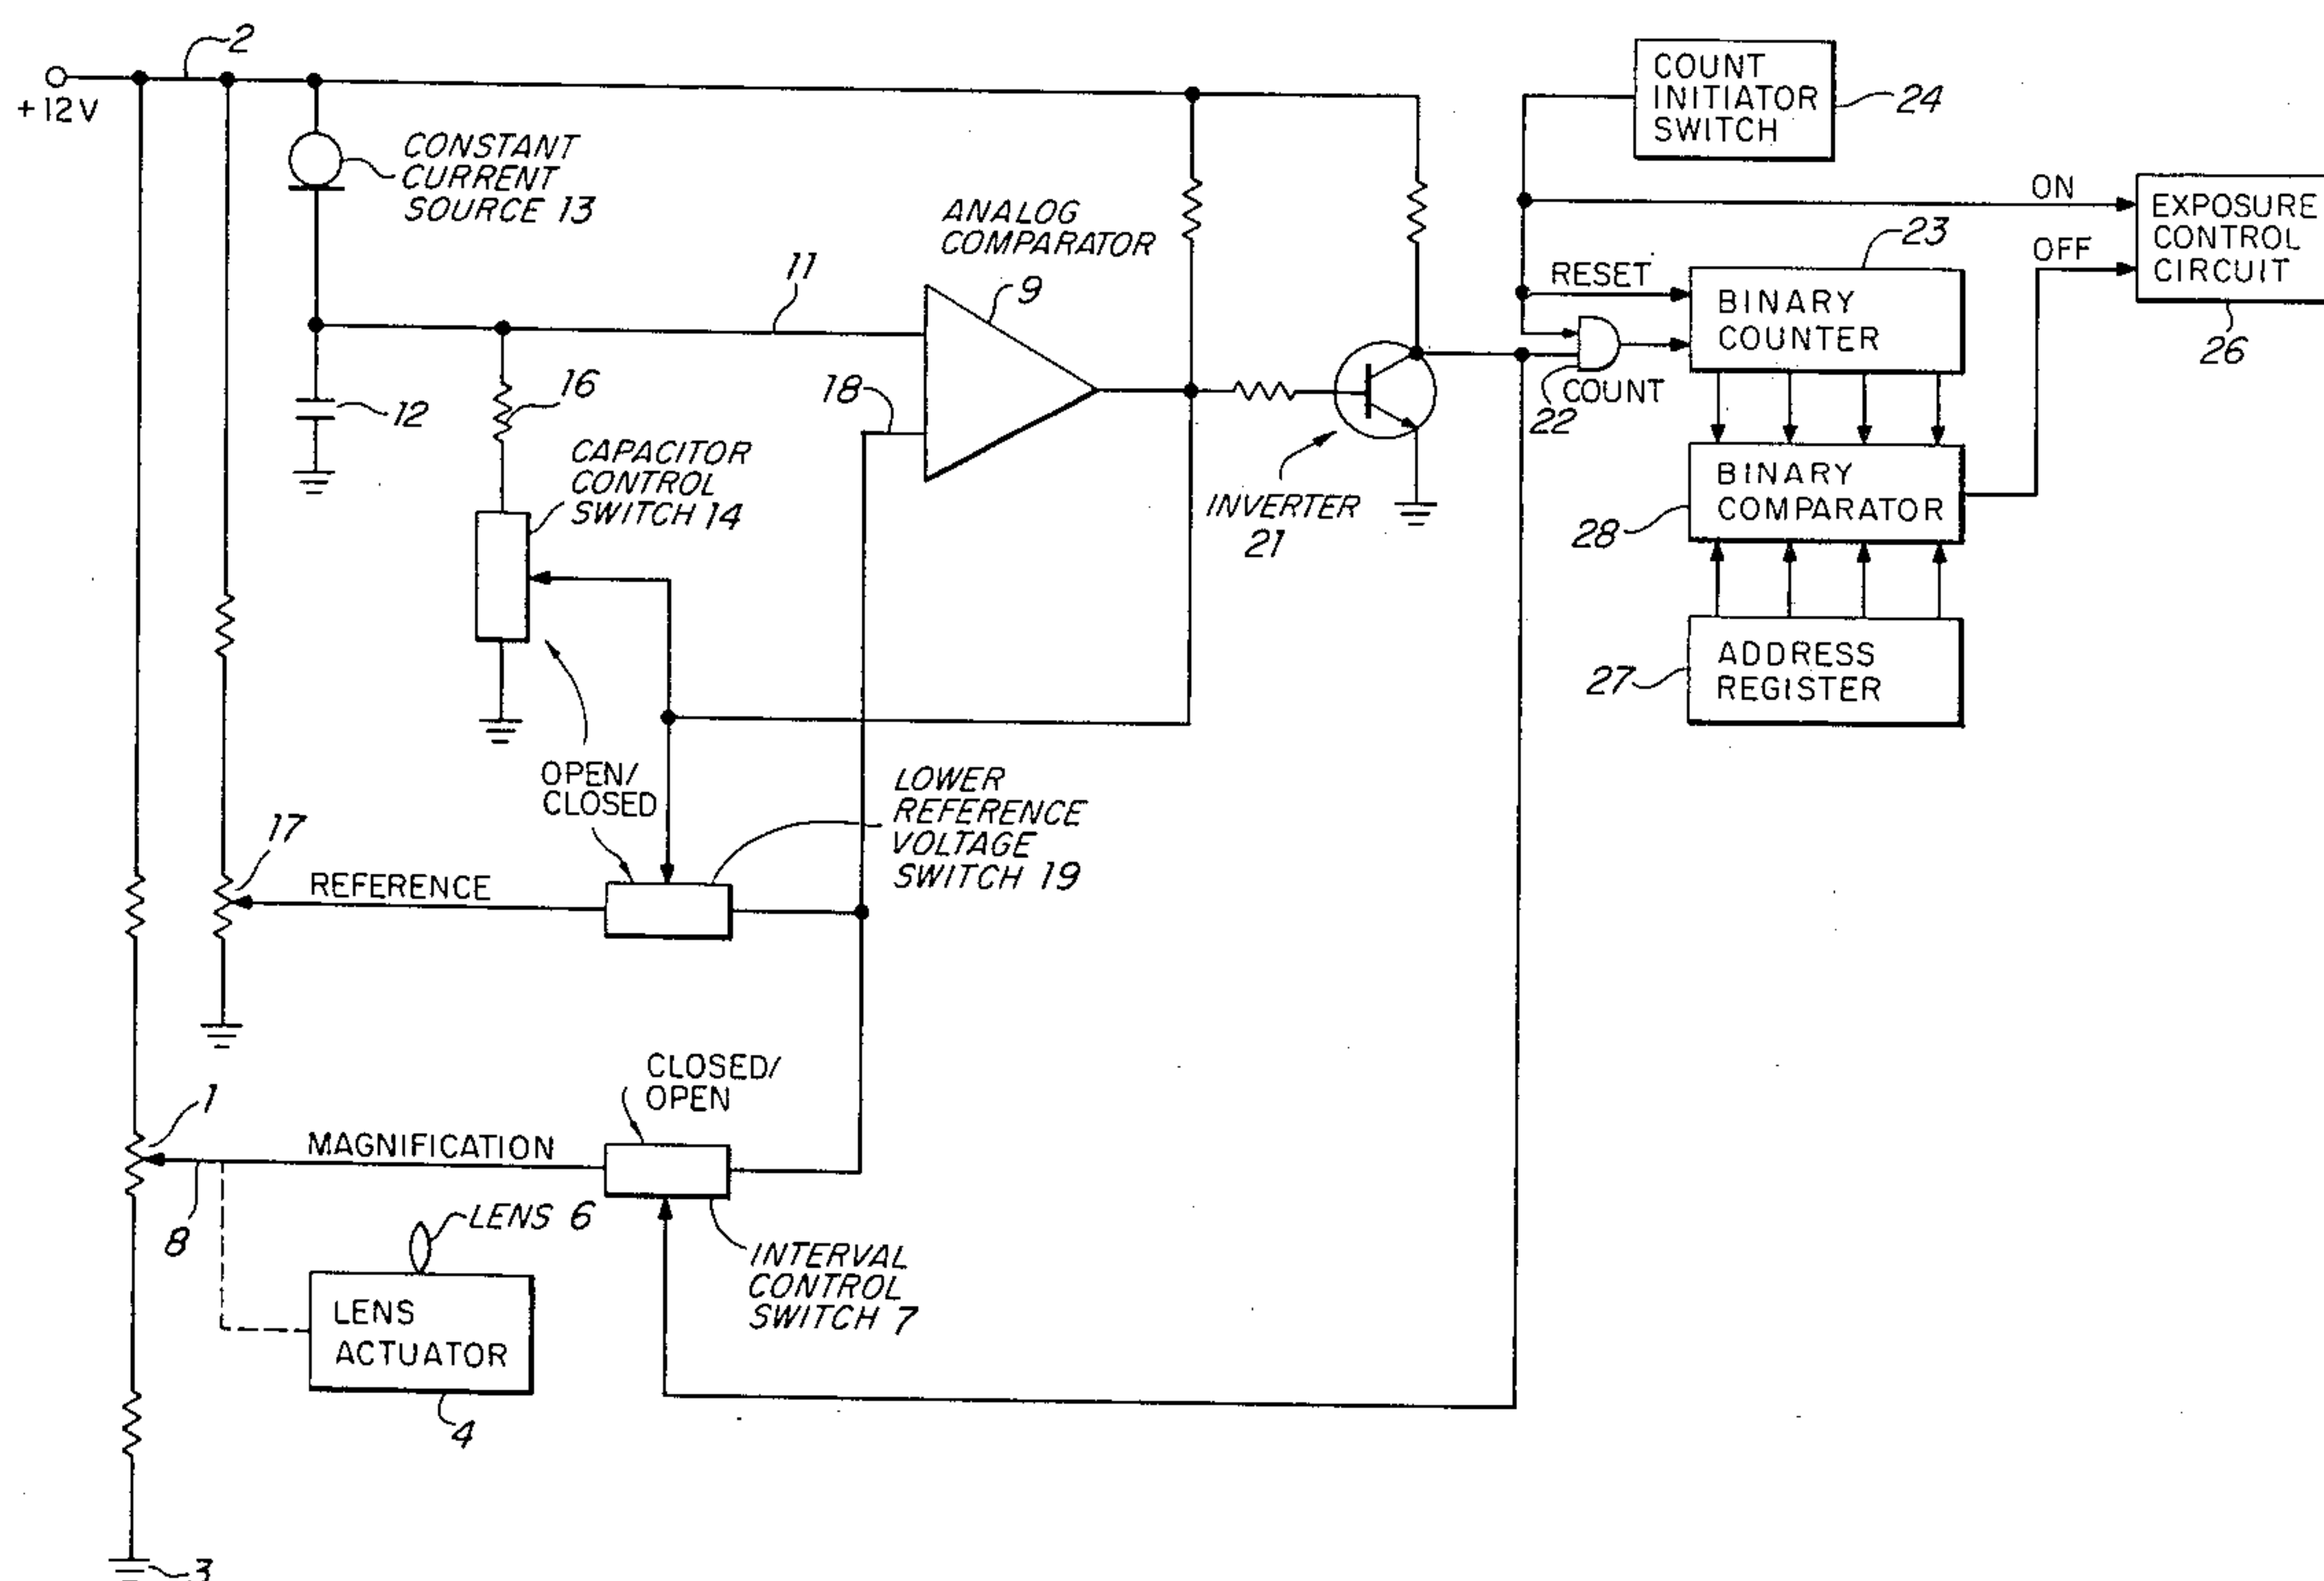 2
+12V
CONSTANT
CURRENT
SOURCE 13
ANALOG
COMPARATOR
9
11
12
16
18
CAPACITOR
CONTROL
SWITCH 14
INVERTER
21
COUNT
INITIATOR
SWITCH
24
ON
OFF
EXPOSURE
CONTROL
CIRCUIT
26
RESET
23
BINARY
COUNTER
22
COUNT
BINARY
COMPARATOR
28
ADDRESS
REGISTER
27
OPEN/
CLOSED
LOWER
REFERENCE
VOLTAGE
SWITCH 19
17
REFERENCE
CLOSED/
OPEN
1
MAGNIFICATION
8
LENS 6
INTERVAL
CONTROL
SWITCH 7
LENS
ACTUATOR
4
3